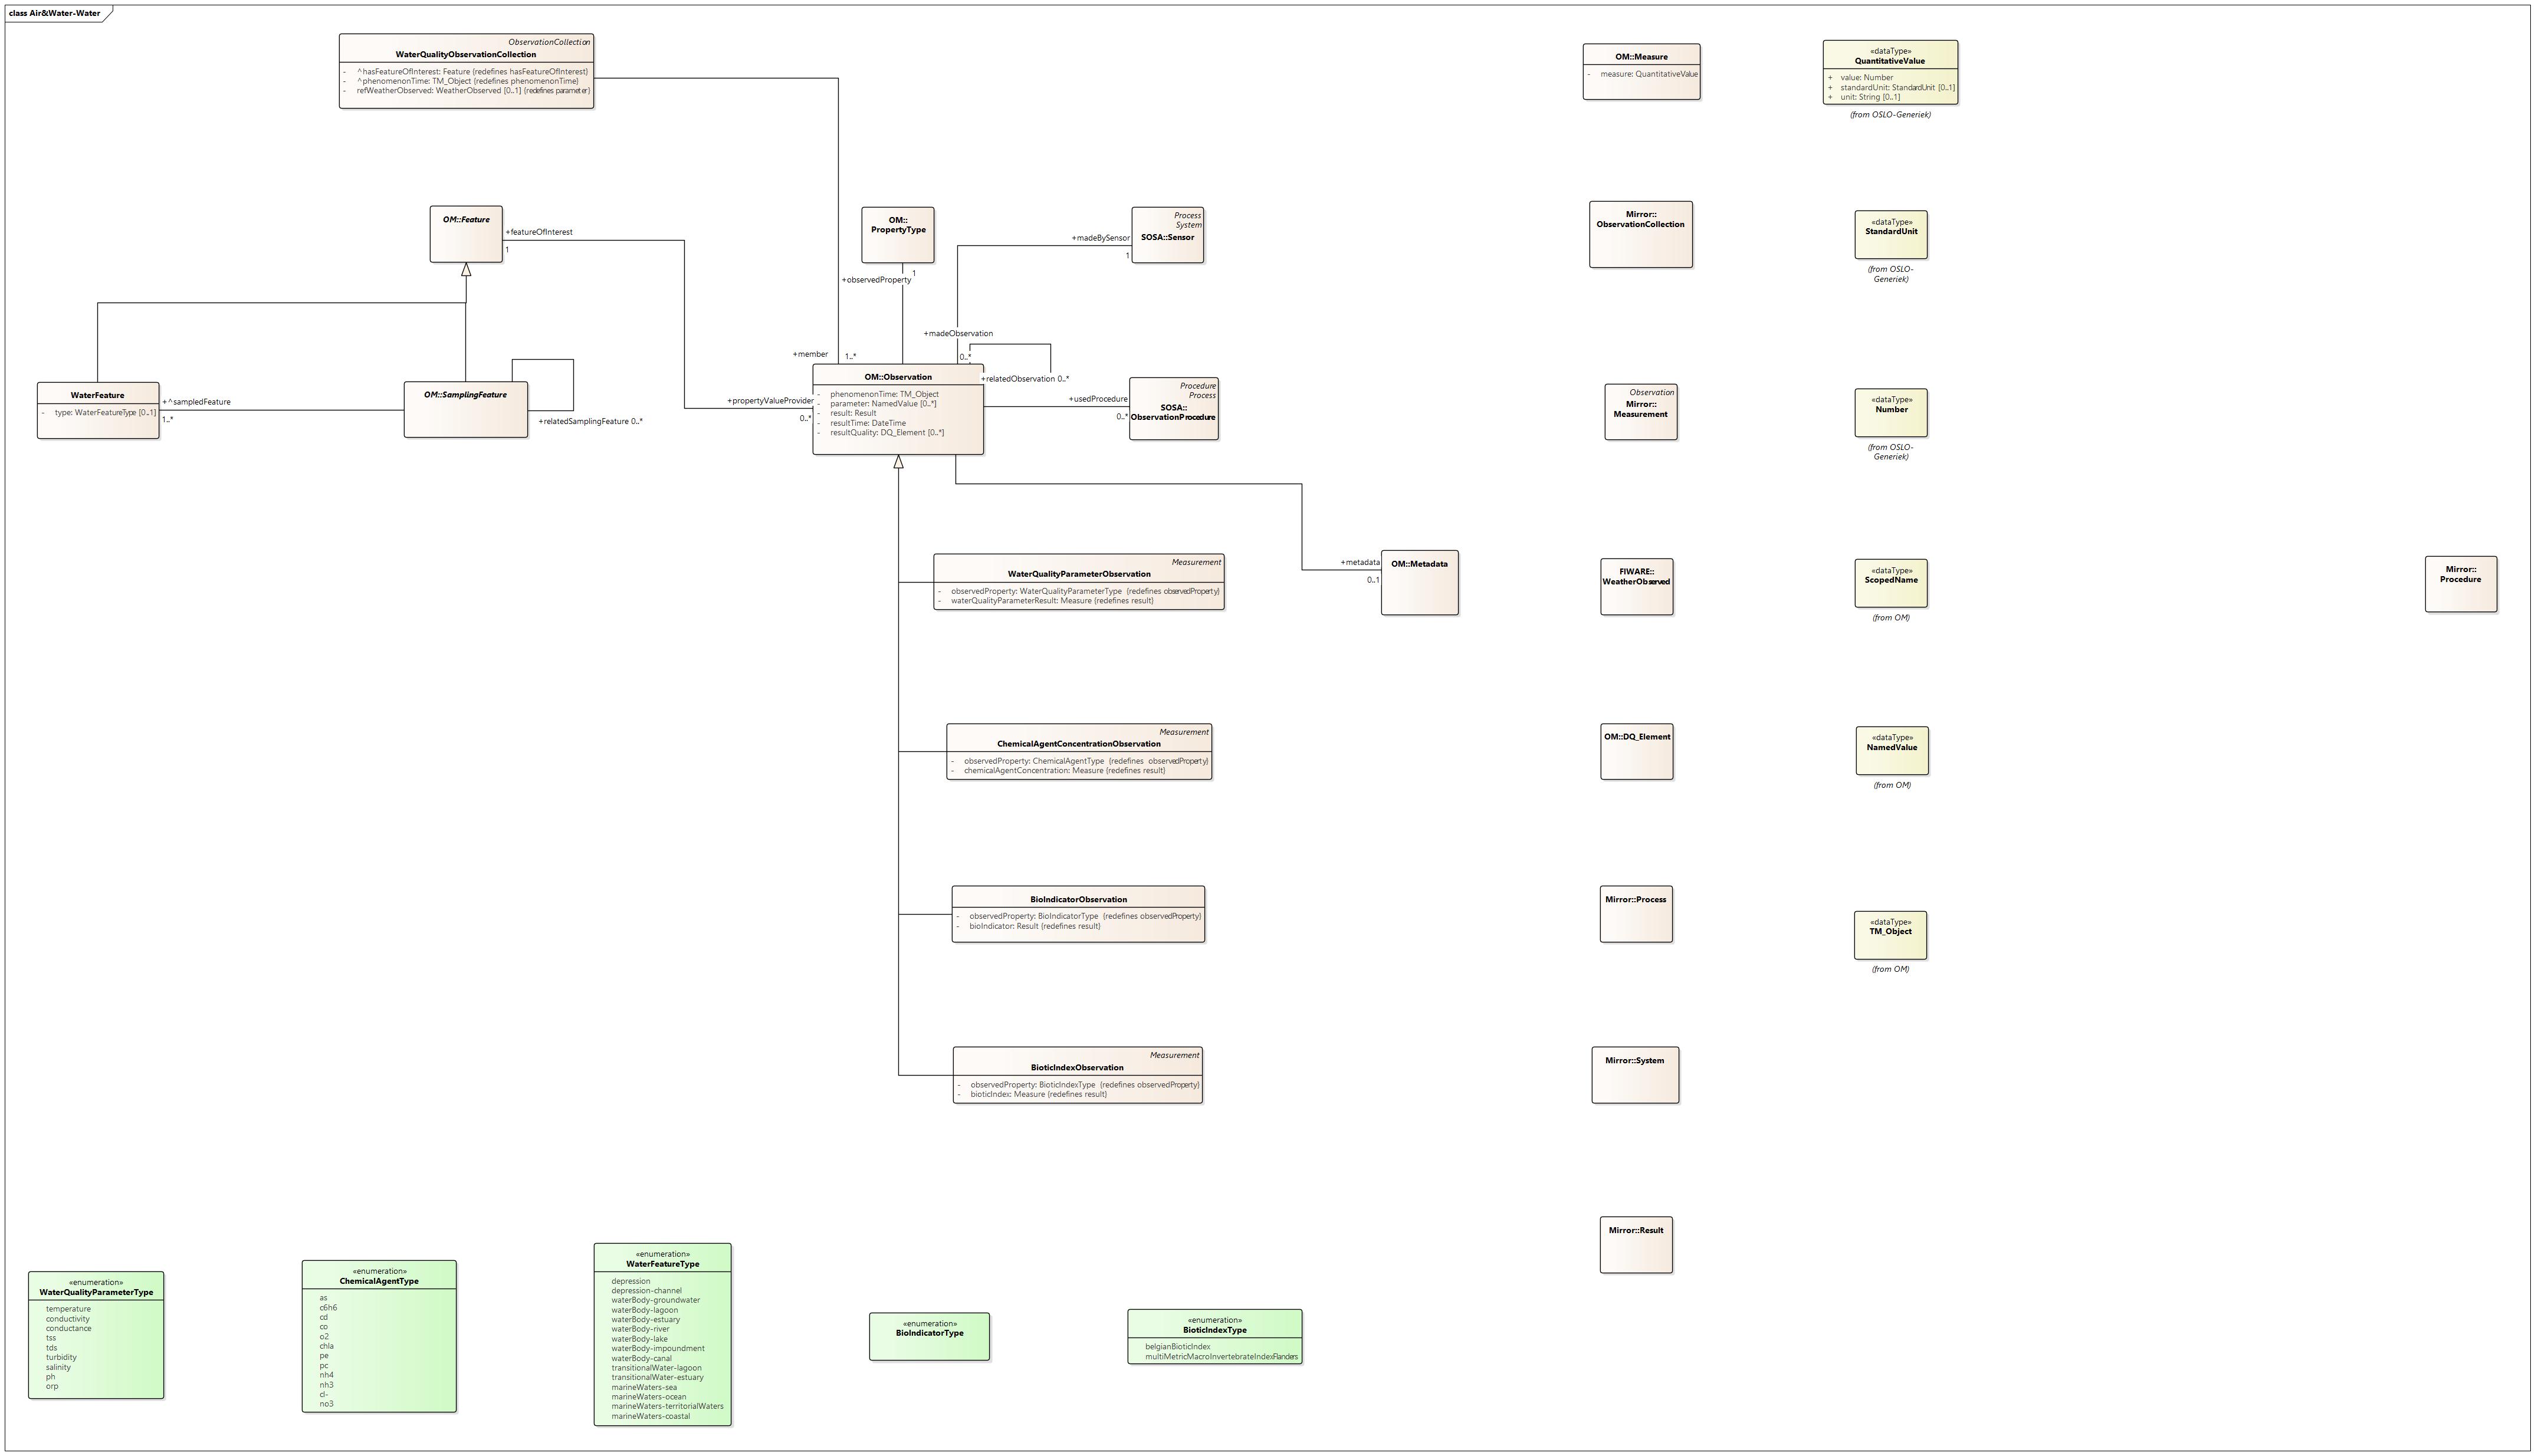 class Air&Water-Water
ObservationCollection
WaterQualityObservationCollection
- ^hasFeatureOfInterest: Feature {redefines hasFeatureOfInterest}
- ^phenomenonTime: TM_Object {redefines phenomenonTime}
- refWeatherObserved: WeatherObserved [0..1] {redefines parameter}
OM::Measure
- measure: QuantitativeValue
«dataType»
QuantitativeValue
+ value: Number
+ standardUnit: StandardUnit [0..1]
+ unit: String [0..1]
(from OSLO-Generiek)
OM::Feature
+featureOfInterest
1
OM::
PropertyType
1
+observedProperty
Process
System
SOSA::Sensor
+madeBySensor
1
Mirror::
ObservationCollection
«dataType»
StandardUnit
(from OSLO-
Generiek)
+madeObservation
0..*
+member
1..*
+relatedObservation 0..*
WaterFeature
- type: WaterFeatureType [0..1]
+^sampledFeature
1..*
OM::SamplingFeature
+relatedSamplingFeature 0..*
+propertyValueProvider
0..*
OM::Observation
- phenomenonTime: TM_Object
- parameter: NamedValue [0..*]
- result: Result
- resultTime: DateTime
- resultQuality: DQ_Element [0..*]
+usedProcedure
0..*
Procedure
Process
SOSA::
ObservationProcedure
Observation
Mirror::
Measurement
«dataType»
Number
(from OSLO-
Generiek)
Measurement
WaterQualityParameterObservation
- observedProperty: WaterQualityParameterType {redefines observedProperty}
- waterQualityParameterResult: Measure {redefines result}
+metadata
0..1
OM::Metadata
FIWARE::
WeatherObserved
«dataType»
ScopedName
(from OM)
Mirror::
Procedure
Measurement
ChemicalAgentConcentrationObservation
- observedProperty: ChemicalAgentType {redefines observedProperty}
- chemicalAgentConcentration: Measure {redefines result}
OM::DQ_Element
«dataType»
NamedValue
(from OM)
BioIndicatorObservation
- observedProperty: BioIndicatorType {redefines observedProperty}
- bioIndicator: Result {redefines result}
Mirror::Process
«dataType»
TM_Object
(from OM)
Measurement
BioticIndexObservation
- observedProperty: BioticIndexType {redefines observedProperty}
- bioticIndex: Measure {redefines result}
Mirror::System
Mirror::Result
«enumeration»
WaterQualityParameterType
temperature
conductivity
conductance
tss
tds
turbidity
salinity
ph
orp
«enumeration»
ChemicalAgentType
as
c6h6
cd
co
o2
chla
pe
pc
nh4
nh3
cl-
no3
«enumeration»
WaterFeatureType
depression
depression-channel
waterBody-groundwater
waterBody-lagoon
waterBody-estuary
waterBody-river
waterBody-lake
waterBody-impoundment
waterBody-canal
transitionalWater-lagoon
transitionalWater-estuary
marineWaters-sea
marineWaters-ocean
marineWaters-territorialWaters
marineWaters-coastal
«enumeration»
BioIndicatorType
«enumeration»
BioticIndexType
belgianBioticIndex
multiMetricMacroInvertebrateIndexFlanders